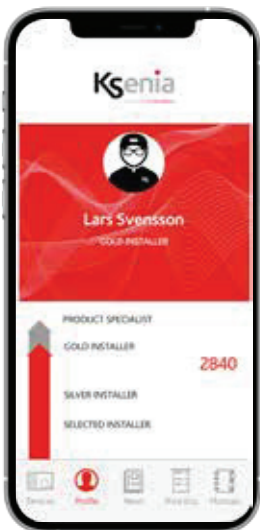 Ksenia
Lars Svensson
GOLD INSTALLER
PRODUCT SPECIALIST
GOLD INSTALLER
2840
SILVER INSTALLER
SELECTED INSTALLER
Devices
Profile
News